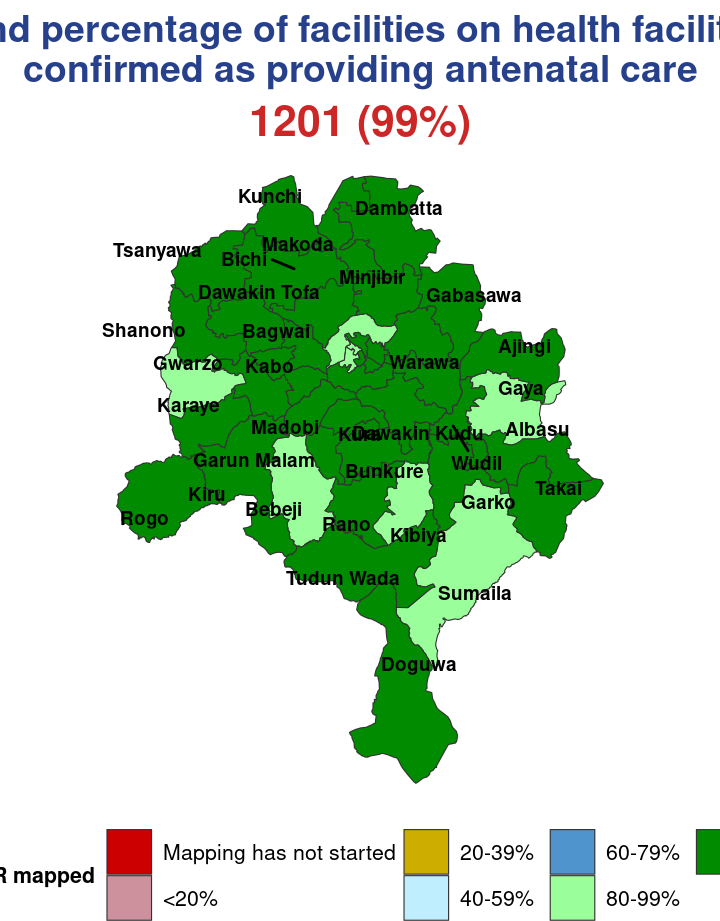 nd percentage of facilities on health facilit
confirmed as providing antenatal care
1201 (99%)
Kunchi
Dambatta
Makoda
Tsanyawa
Bichi
Minjibir
Dawakin Tofa
Gabasawa
Shanono
Bagwai
Ajingi
Gwarzo
Kabo
Warawa
Gaya
Karaye
Madobi
Kura
Dawakin Kudu
Albasu
Garun Malam
Bunkure
Wudil
Kiru
Takai
Garko
Bebeji
Rogo
Rano
Kibiya
Tudun Wada
Sumaila
Doguwa
R mapped
Mapping has not started
20-39%
60-79%
<20%
40-59%
80-99%